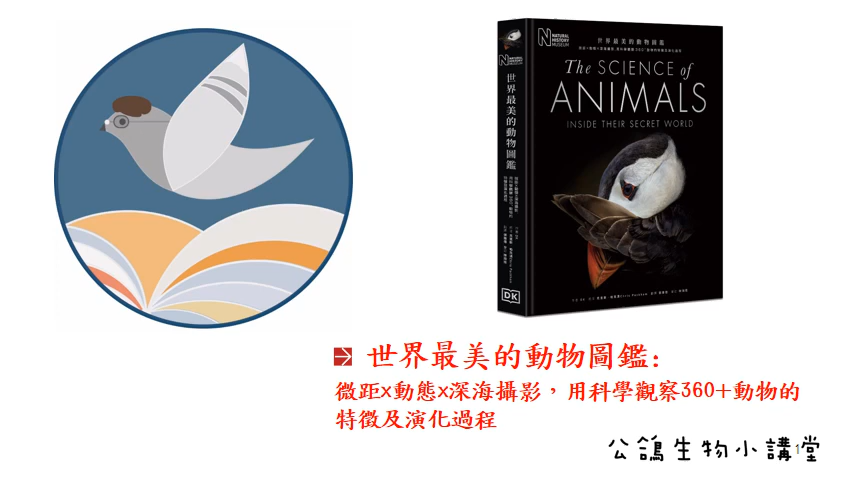 NATURAL
HISTORY
MUSEUM
世界最美的動物圖鑑
The SCIENCE of
ANIMALS
INSIDE THEIR SECRET WORLD
NATURAL
HISTORY
MUSEUM
世界最美的動物圖鑑
DK
世界最美的動物圖鑑:
微距x動態x深海攝影，用科學觀察360+動物的
特徵及演化過程
公鴿生物小講堂